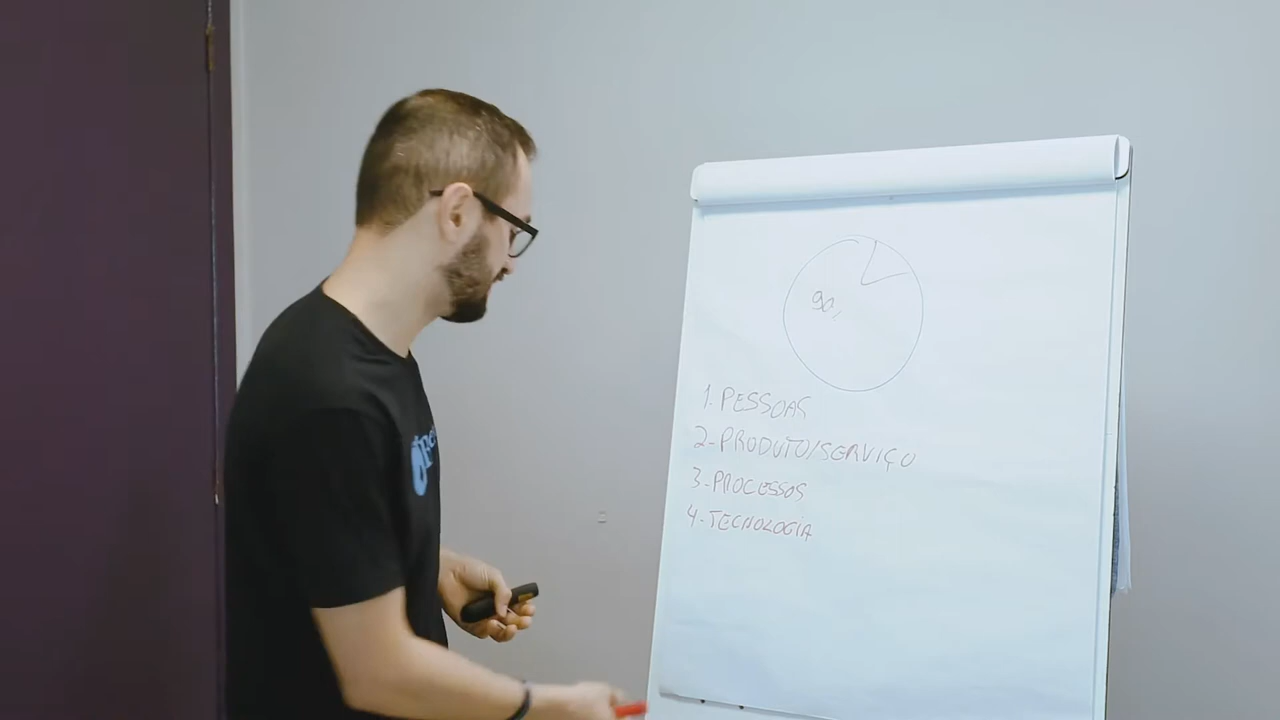 90%
1. PESSOAS
2-PRODUTO/SERVIÇO
3-PROCESSOS
4-TECNOLOGIA